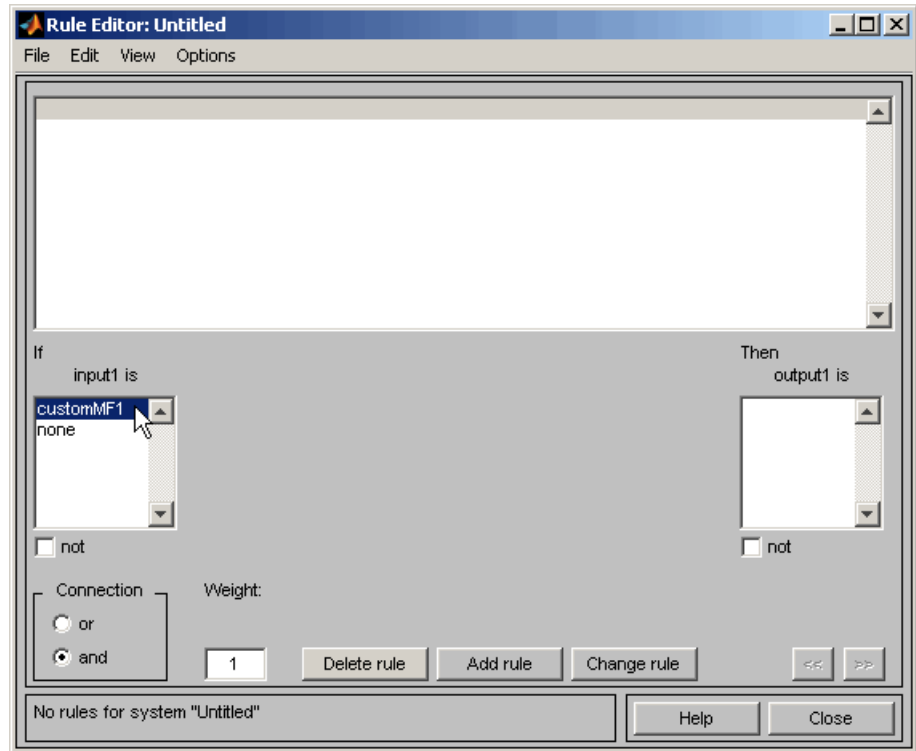 Rule Editor: Untitled
File Edit View Options
If
input1 is
Then
output1 is
customMF1
none
not
not
Connection
or
and
Weight:
1
Delete rule
Add rule
Change rule
<<
>>
No rules for system "Untitled"
Help
Close